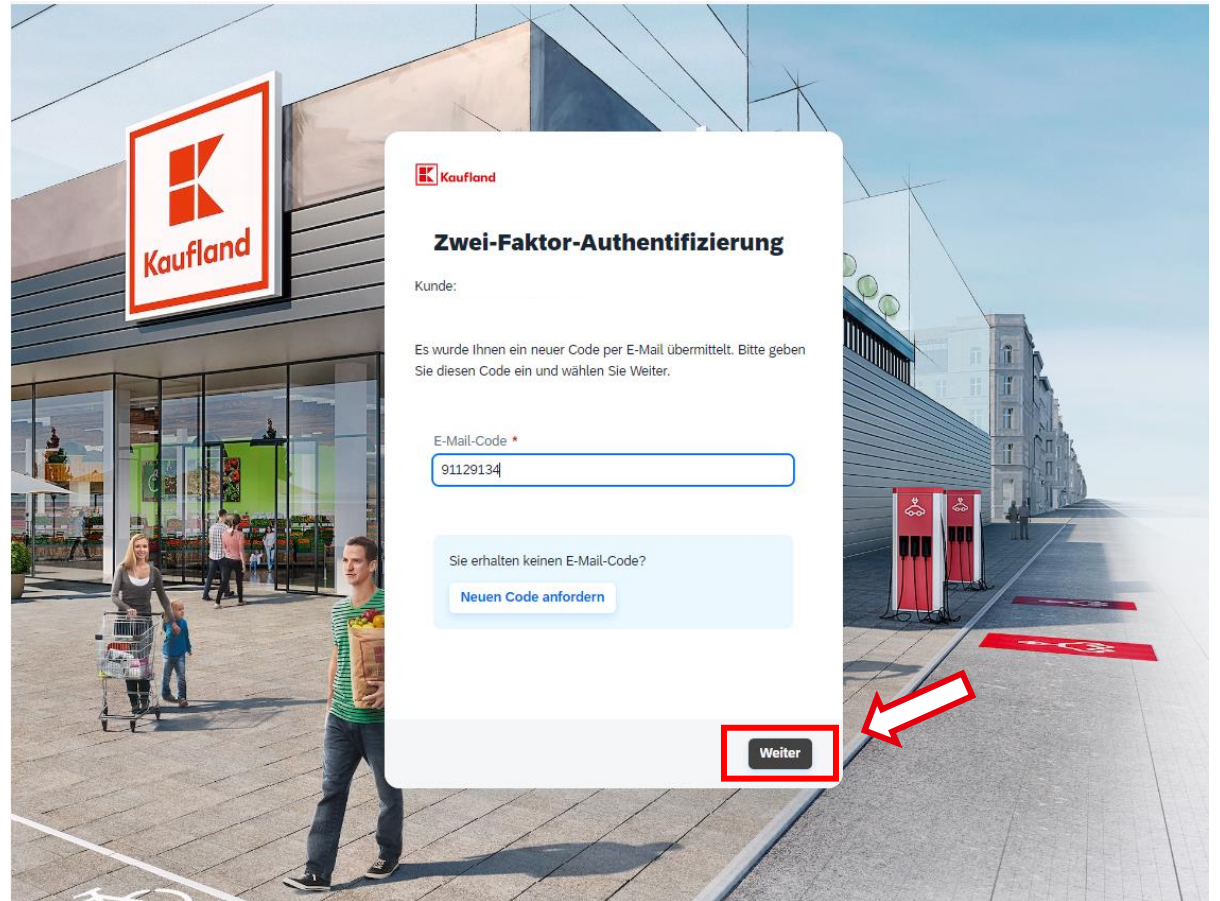 Kaufland
Kaufland
Zwei-Faktor-Authentifizierung
Kunde:
Es wurde Ihnen ein neuer Code per E-Mail übermittelt. Bitte geben
Sie diesen Code ein und wählen Sie Weiter.
E-Mail-Code *
91129134
Sie erhalten keinen E-Mail-Code?
Neuen Code anfordern
Weiter